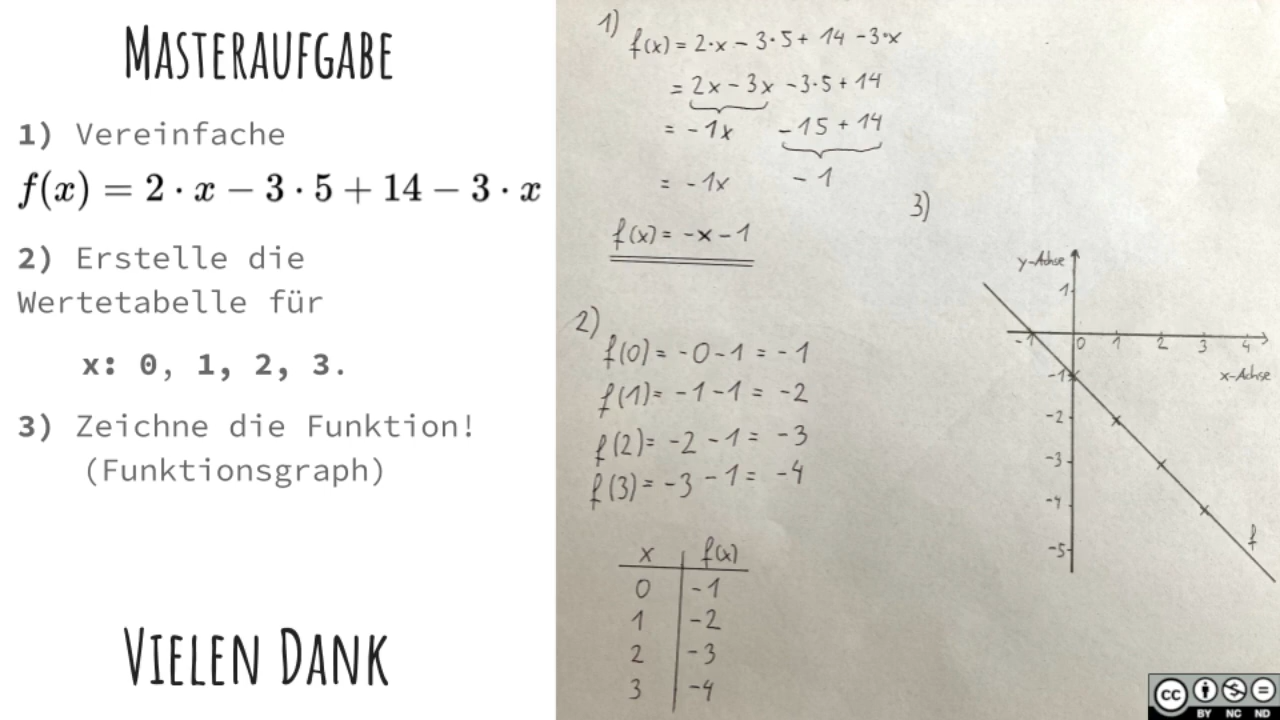 MASTERAUFGABE
1) Vereinfache
f(x) = 2 · x − 3 · 5 + 14 − 3 · x
2) Erstelle die
Wertetabelle für
x: 0, 1, 2, 3.
3) Zeichne die Funktion!
(Funktionsgraph)
VIELEN DANK
1)
f(x) = 2·x − 3·5 + 14 − 3·x
= 2x − 3x − 3·5 + 14
= −1x −15 + 14
= −1x −1
f(x) = −x − 1
2)
f(0) = −0−1 = −1
f(1) = −1−1 = −2
f(2) = −2−1 = −3
f(3) = −3−1 = −4
x f(x)
0 −1
1 −2
2 −3
3 −4
3)
y-Achse
1
-1 0 1 2 3 4
x-Achse
-1
-2
-3
-4
-5
f
cc
BY NC ND